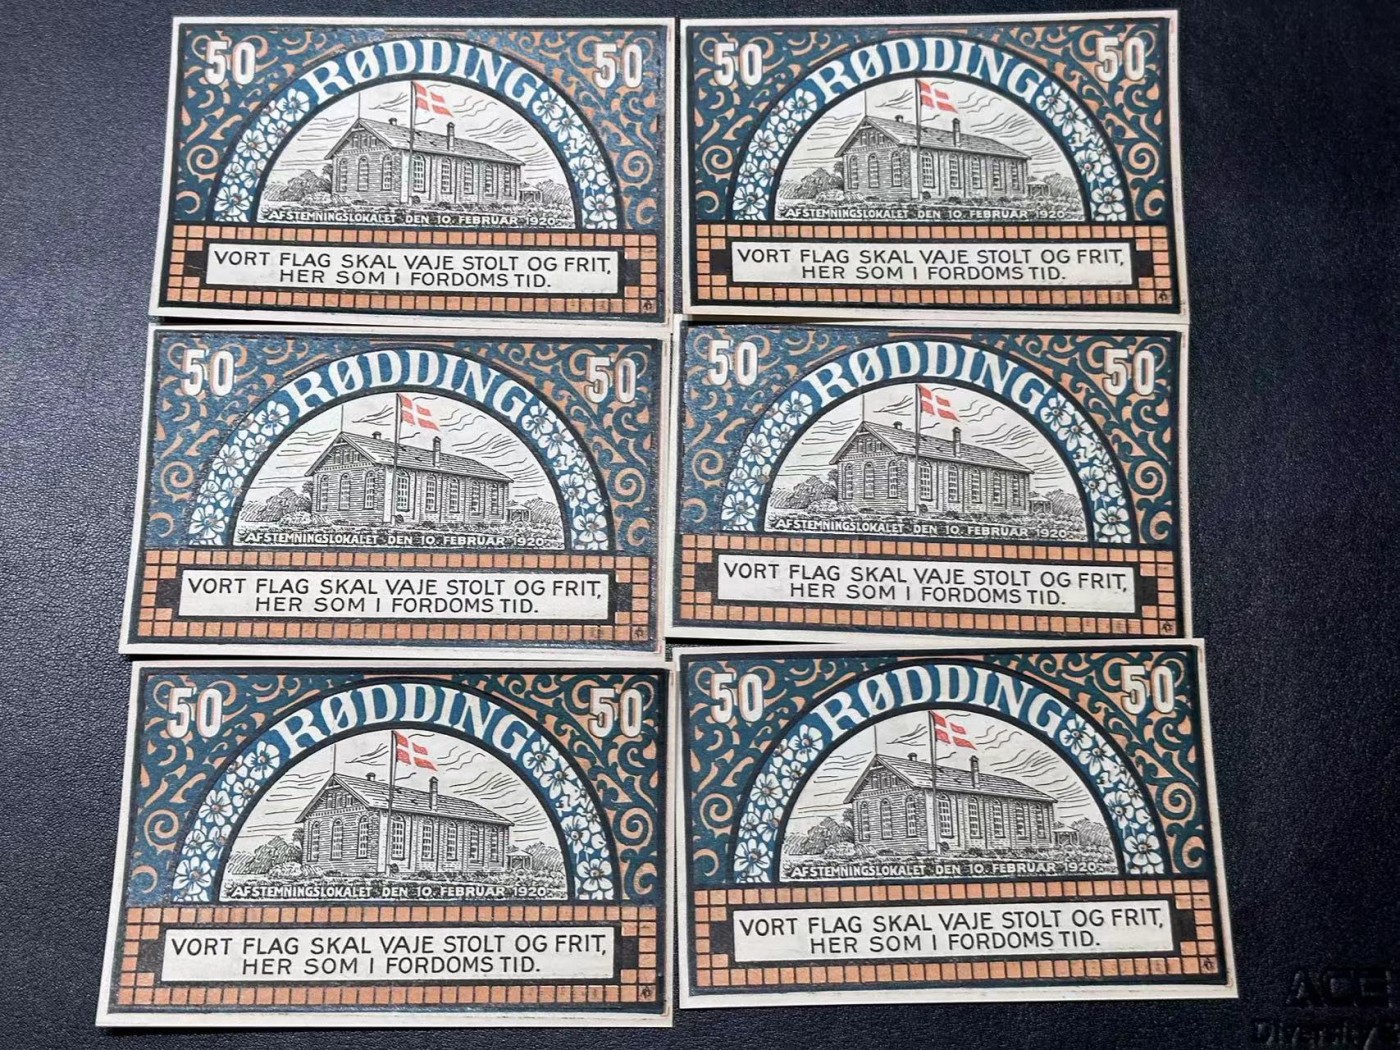 50 RØDDING 50
AFSTEMNINGSLOKALET DEN 10. FEBRUAR 1920.
VORT FLAG SKAL VAJE STOLT OG FRIT,
HER SOM I FORDOMS TID.
50 RØDDING 50
AFSTEMNINGSLOKALET DEN 10. FEBRUAR 1920.
VORT FLAG SKAL VAJE STOLT OG FRIT,
HER SOM I FORDOMS TID.
50 RØDDING 50
AFSTEMNINGSLOKALET DEN 10. FEBRUAR 1920.
VORT FLAG SKAL VAJE STOLT OG FRIT,
HER SOM I FORDOMS TID.
50 RØDDING 50
AFSTEMNINGSLOKALET DEN 10. FEBRUAR 1920.
VORT FLAG SKAL VAJE STOLT OG FRIT,
HER SOM I FORDOMS TID.
50 RØDDING 50
AFSTEMNINGSLOKALET DEN 10. FEBRUAR 1920.
VORT FLAG SKAL VAJE STOLT OG FRIT,
HER SOM I FORDOMS TID.
50 RØDDING 50
AFSTEMNINGSLOKALET DEN 10. FEBRUAR 1920.
VORT FLAG SKAL VAJE STOLT OG FRIT,
HER SOM I FORDOMS TID.
ACE
Diversity